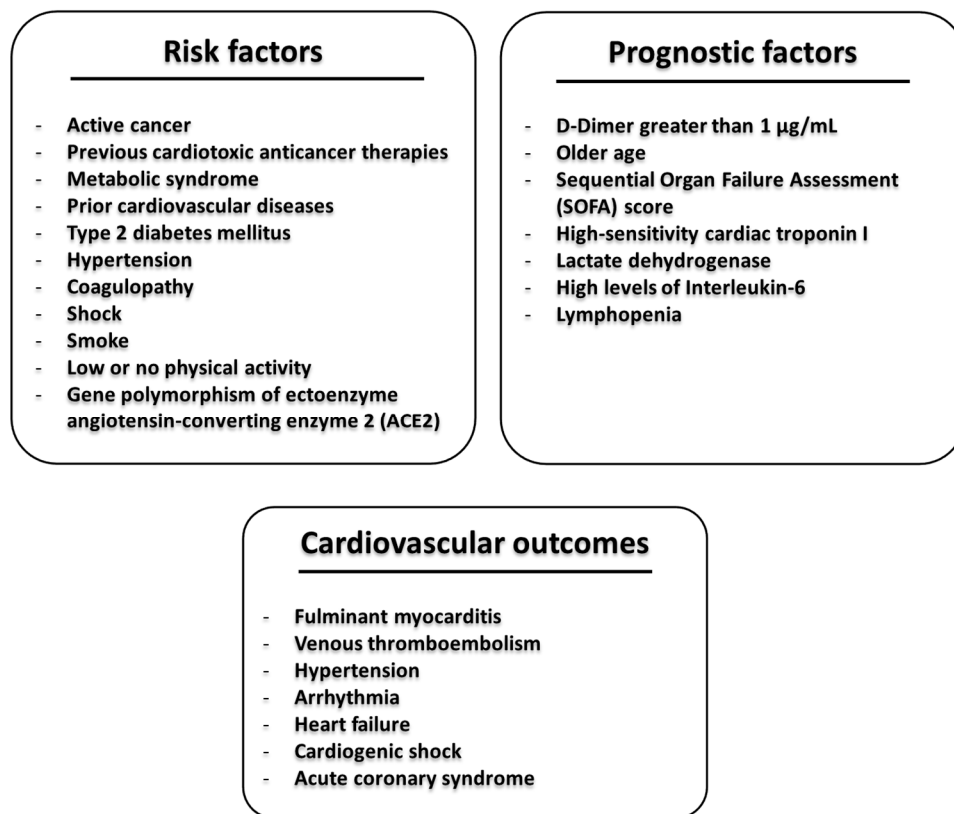 Risk factors
- Active cancer
- Previous cardiotoxic anticancer therapies
- Metabolic syndrome
- Prior cardiovascular diseases
- Type 2 diabetes mellitus
- Hypertension
- Coagulopathy
- Shock
- Smoke
- Low or no physical activity
- Gene polymorphism of ectoenzyme
angiotensin-converting enzyme 2 (ACE2)
Prognostic factors
- D-Dimer greater than 1 µg/mL
- Older age
- Sequential Organ Failure Assessment
(SOFA) score
- High-sensitivity cardiac troponin I
- Lactate dehydrogenase
- High levels of Interleukin-6
- Lymphopenia
Cardiovascular outcomes
- Fulminant myocarditis
- Venous thromboembolism
- Hypertension
- Arrhythmia
- Heart failure
- Cardiogenic shock
- Acute coronary syndrome